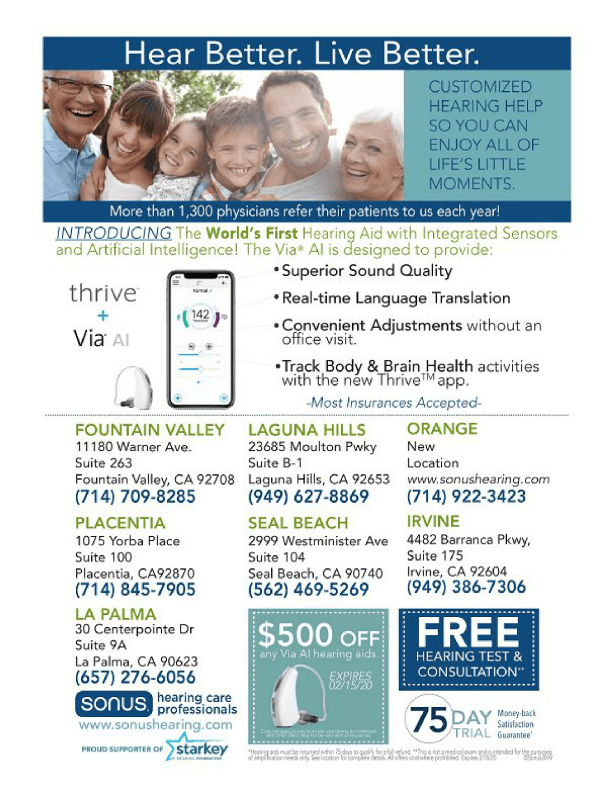 Hear Better. Live Better.
CUSTOMIZED
HEARING HELP
SO YOU CAN
ENJOY ALL OF
LIFE'S LITTLE
MOMENTS.
More than 1,300 physicians refer their patients to us each year!
INTRODUCING The World's First Hearing Aid with Integrated Sensors
and Artificial Intelligence! The Via® AI is designed to provide:
thrive™
+
Via™ AI
Normal
142
• Superior Sound Quality
• Real-time Language Translation
• Convenient Adjustments without an
office visit.
• Track Body & Brain Health activities
with the new Thrive™ app.
-Most Insurances Accepted-
FOUNTAIN VALLEY
11180 Warner Ave.
Suite 263
Fountain Valley, CA 92708
(714) 709-8285
LAGUNA HILLS
23685 Moulton Pwky
Suite B-1
Laguna Hills, CA 92653
(949) 627-8869
ORANGE
New
Location
www.sonushearing.com
(714) 922-3423
PLACENTIA
1075 Yorba Place
Suite 100
Placentia, CA92870
(714) 845-7905
SEAL BEACH
2999 Westminister Ave
Suite 104
Seal Beach, CA 90740
(562) 469-5269
IRVINE
4482 Barranca Pkwy,
Suite 175
Irvine, CA 92604
(949) 386-7306
LA PALMA
30 Centerpointe Dr
Suite 9A
La Palma, CA 90623
(657) 276-6056
sonus hearing care
professionals
www.sonushearing.com
PROUD SUPPORTER OF starkey
HEARING FOUNDATION
$500 OFF
any Via AI hearing aids.
EXPIRES
02/15/20
FREE
HEARING TEST &
CONSULTATION**
75 DAY
TRIAL
Money-back
Satisfaction
Guarantee*
*Hearing aids must be returned within 75 days to qualify for a full refund. **This is not a medical exam and is intended for the purposes
of amplification needs only. See location for complete details. All offers void where prohibited. Expires 2/15/20. ©Sonus2019